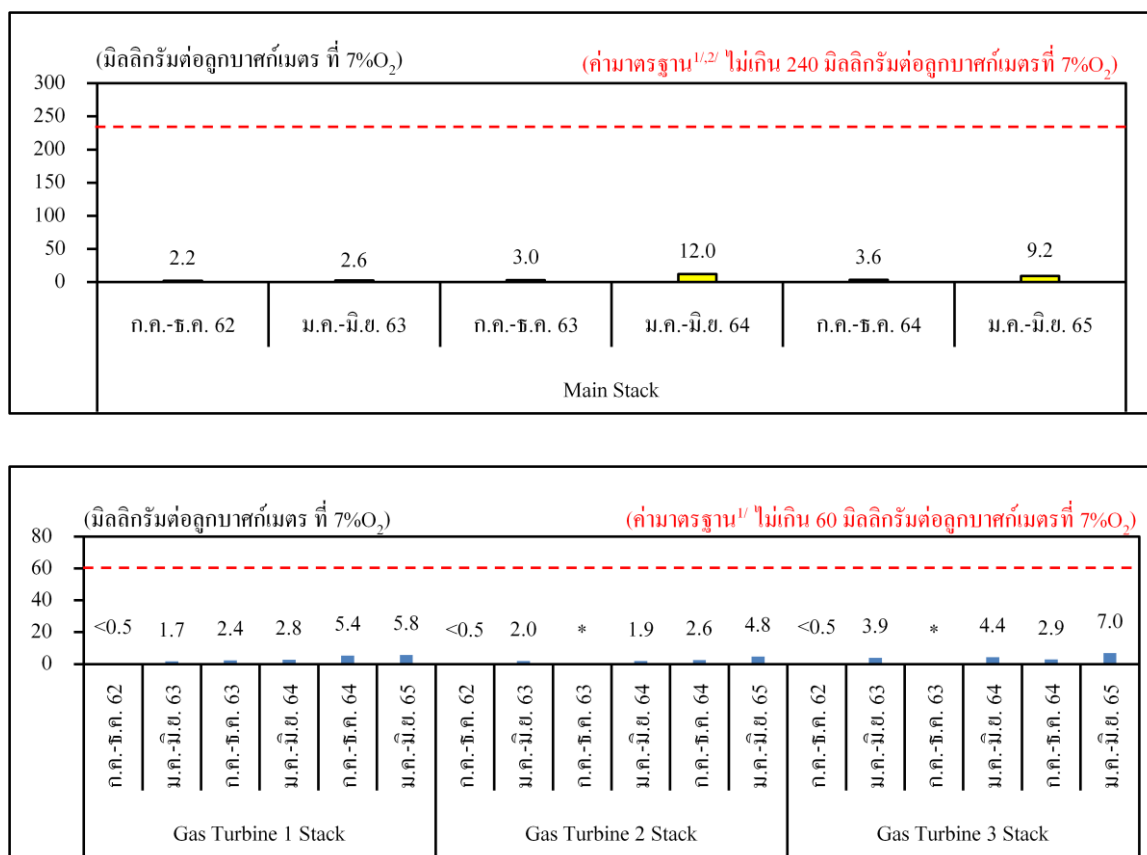 (มิลลิกรัมต่อลูกบาศก์เมตร ที่ 7%O₂) (ค่ามาตรฐาน¹/,²/ ไม่เกิน 240 มิลลิกรัมต่อลูกบาศก์เมตรที่ 7%O₂)
300
250
200
150
100
50
0
2.2 2.6 3.0 12.0 3.6 9.2
ก.ค.-ธ.ค. 62 ม.ค.-มิ.ย. 63 ก.ค.-ธ.ค. 63 ม.ค.-มิ.ย. 64 ก.ค.-ธ.ค. 64 ม.ค.-มิ.ย. 65
Main Stack
(มิลลิกรัมต่อลูกบาศก์เมตร ที่ 7%O₂) (ค่ามาตรฐาน¹/ ไม่เกิน 60 มิลลิกรัมต่อลูกบาศก์เมตรที่ 7%O₂)
80
60
40
20
0
<0.5 1.7 2.4 2.8 5.4 5.8 <0.5 2.0 * 1.9 2.6 4.8 <0.5 3.9 * 4.4 2.9 7.0
ก.ค.-ธ.ค. 62
ม.ค.-มิ.ย. 63
ก.ค.-ธ.ค. 63
ม.ค.-มิ.ย. 64
ก.ค.-ธ.ค. 64
ม.ค.-มิ.ย. 65
ก.ค.-ธ.ค. 62
ม.ค.-มิ.ย. 63
ก.ค.-ธ.ค. 63
ม.ค.-มิ.ย. 64
ก.ค.-ธ.ค. 64
ม.ค.-มิ.ย. 65
ก.ค.-ธ.ค. 62
ม.ค.-มิ.ย. 63
ก.ค.-ธ.ค. 63
ม.ค.-มิ.ย. 64
ก.ค.-ธ.ค. 64
ม.ค.-มิ.ย. 65
Gas Turbine 1 Stack Gas Turbine 2 Stack Gas Turbine 3 Stack